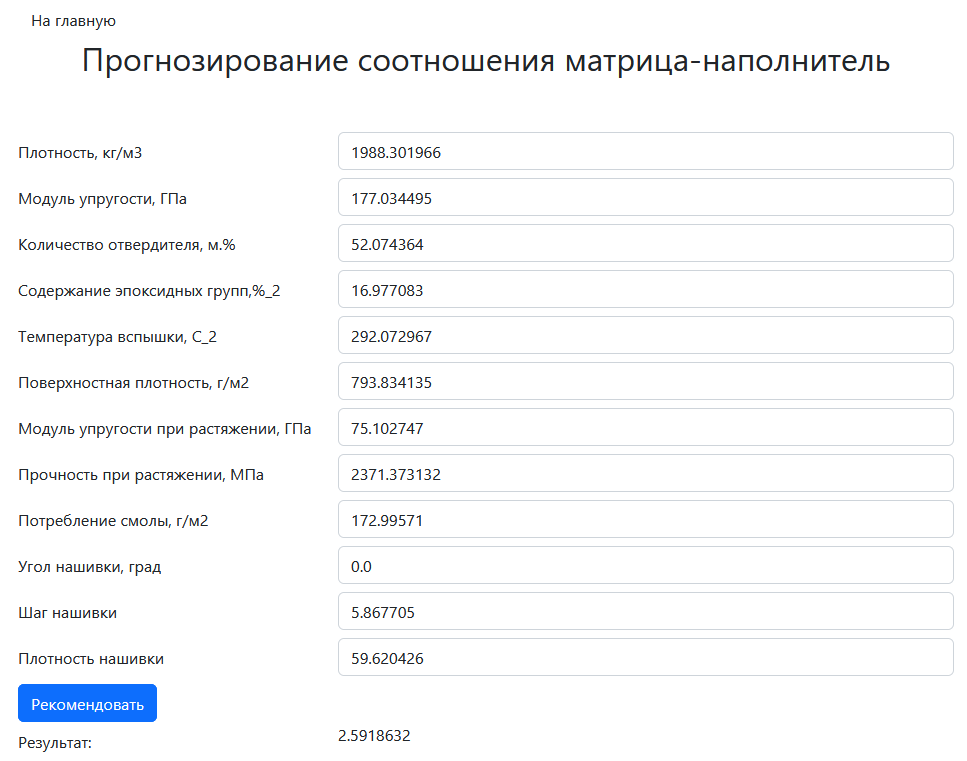 На главную
Прогнозирование соотношения матрица-наполнитель
Плотность, кг/м3 1988.301966
Модуль упругости, ГПа 177.034495
Количество отвердителя, м.% 52.074364
Содержание эпоксидных групп,%_2 16.977083
Температура вспышки, С_2 292.072967
Поверхностная плотность, г/м2 793.834135
Модуль упругости при растяжении, ГПа 75.102747
Прочность при растяжении, МПа 2371.373132
Потребление смолы, г/м2 172.99571
Угол нашивки, град 0.0
Шаг нашивки 5.867705
Плотность нашивки 59.620426
Рекомендовать
Результат: 2.5918632